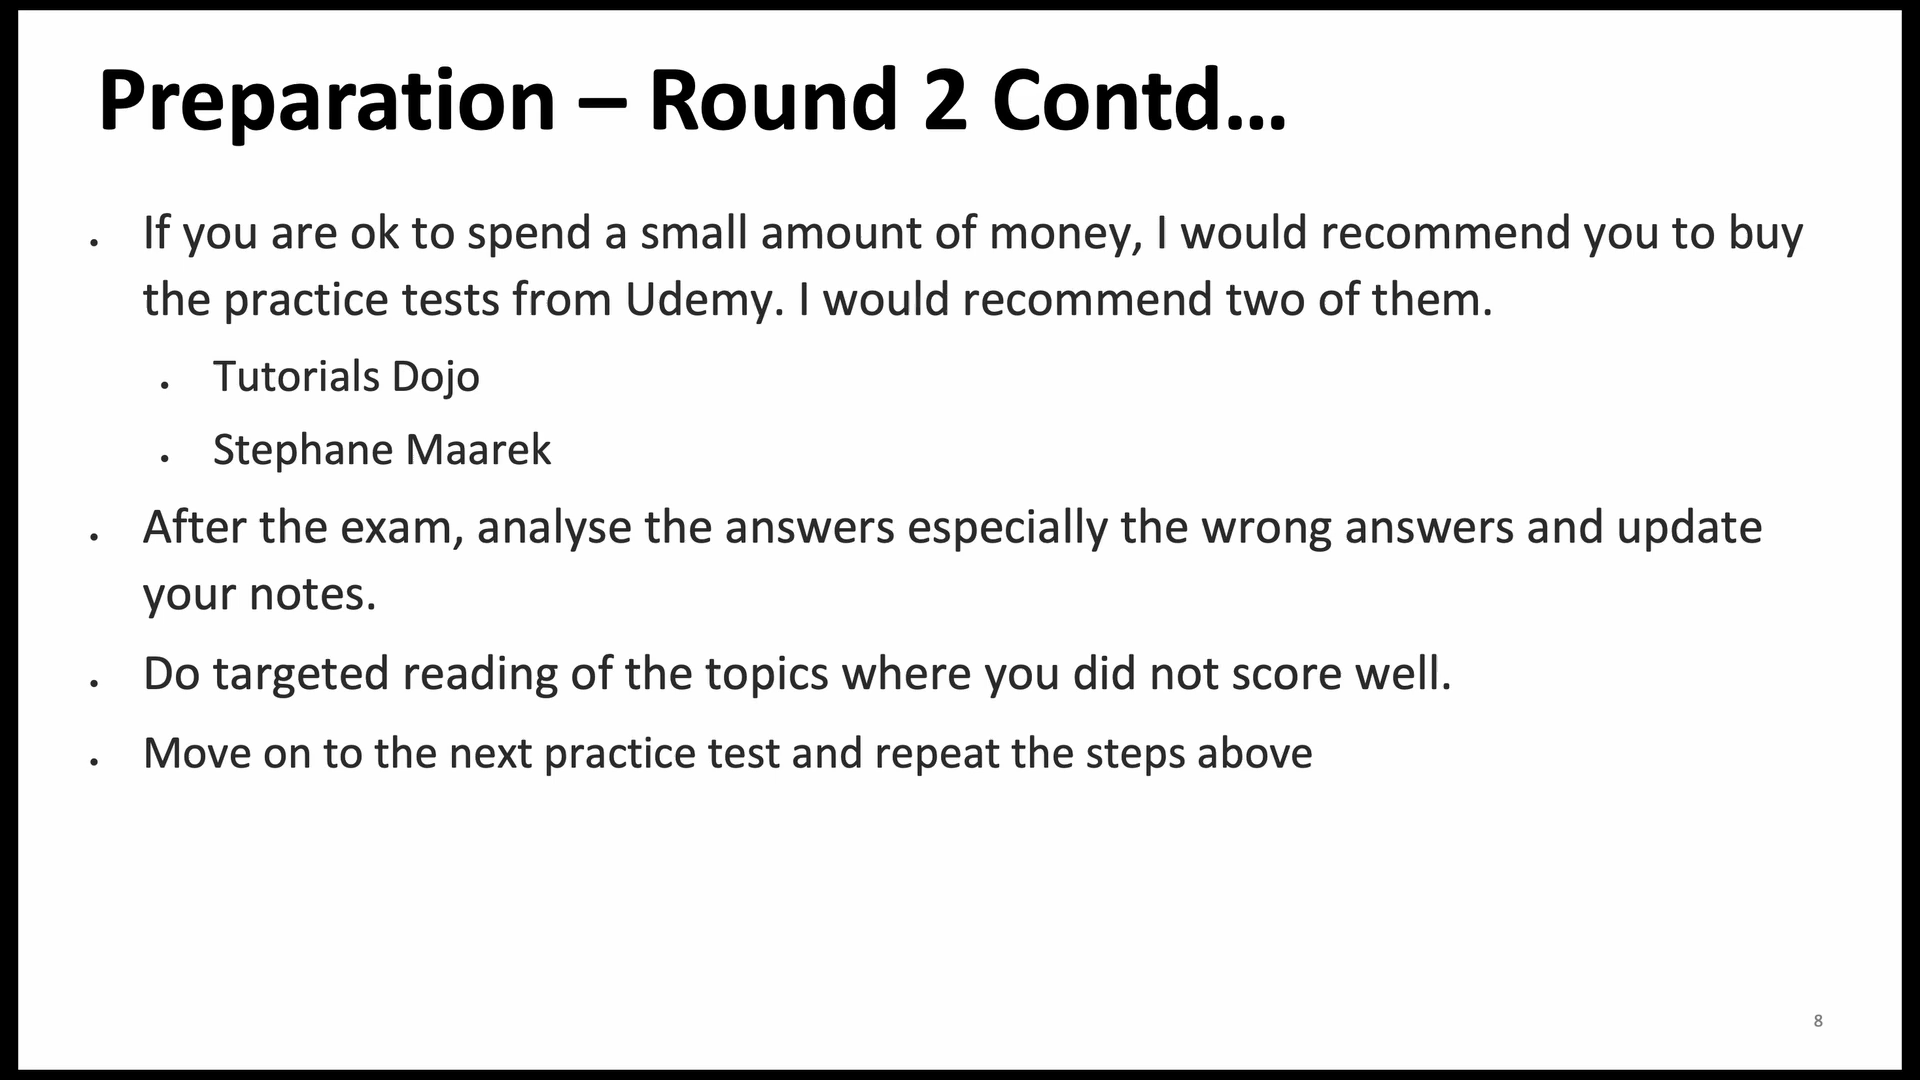 Preparation – Round 2 Contd...
• If you are ok to spend a small amount of money, I would recommend you to buy
the practice tests from Udemy. I would recommend two of them.
• Tutorials Dojo
• Stephane Maarek
• After the exam, analyse the answers especially the wrong answers and update
your notes.
• Do targeted reading of the topics where you did not score well.
• Move on to the next practice test and repeat the steps above
8